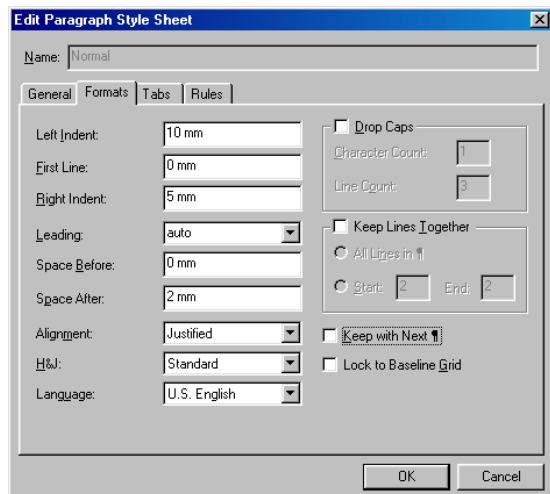 Edit Paragraph Style Sheet
Name: Normal
General Formats Tabs Rules
Left Indent: 10 mm
First Line: 0 mm
Right Indent: 5 mm
Leading: auto
Space Before: 0 mm
Space After: 2 mm
Alignment: Justified
H&J: Standard
Language: U.S. English
Drop Caps
Character Count: 1
Line Count: 3
Keep Lines Together
All Lines in ¶
Start: 2 End: 2
Keep with Next ¶
Lock to Baseline Grid
OK Cancel